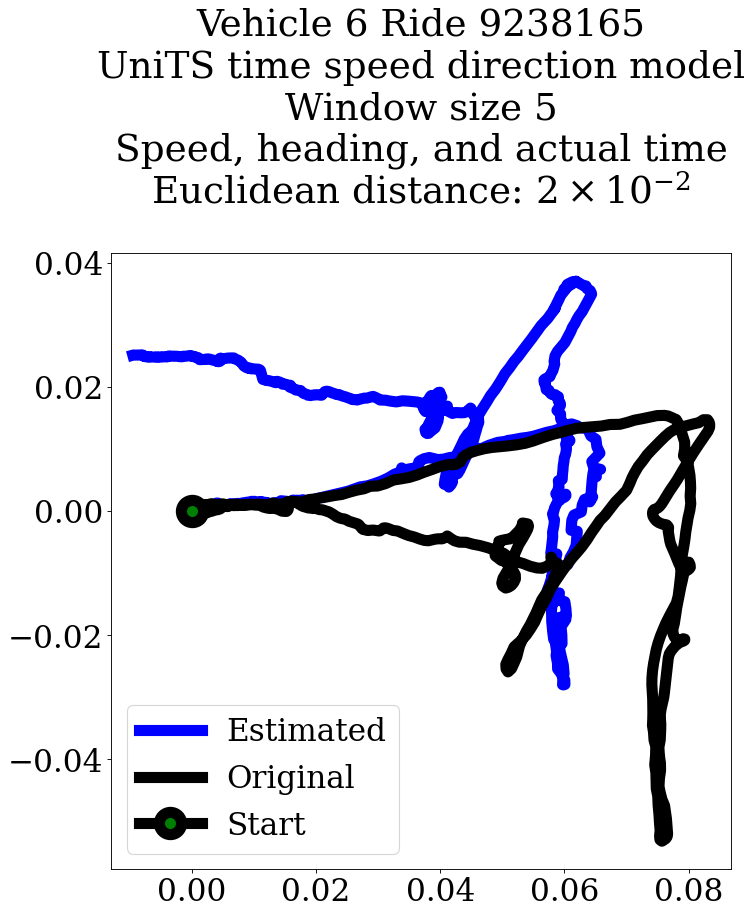 Vehicle 6 Ride 9238165
UniTS time speed direction model
Window size 5
Speed, heading, and actual time
Euclidean distance: 2 × 10⁻²
0.04
0.02
0.00
−0.02
−0.04
Estimated
Original
Start
0.00 0.02 0.04 0.06 0.08